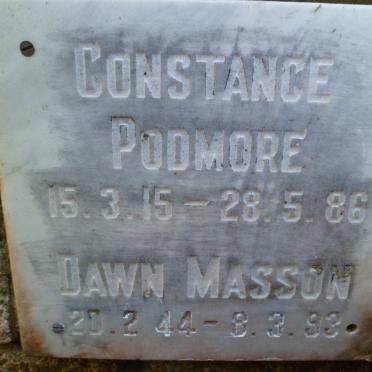 CONSTANCE
PODMORE
15.3.15 – 28.5.86
DAWN MASSON
20.2.44 – 8.3.93